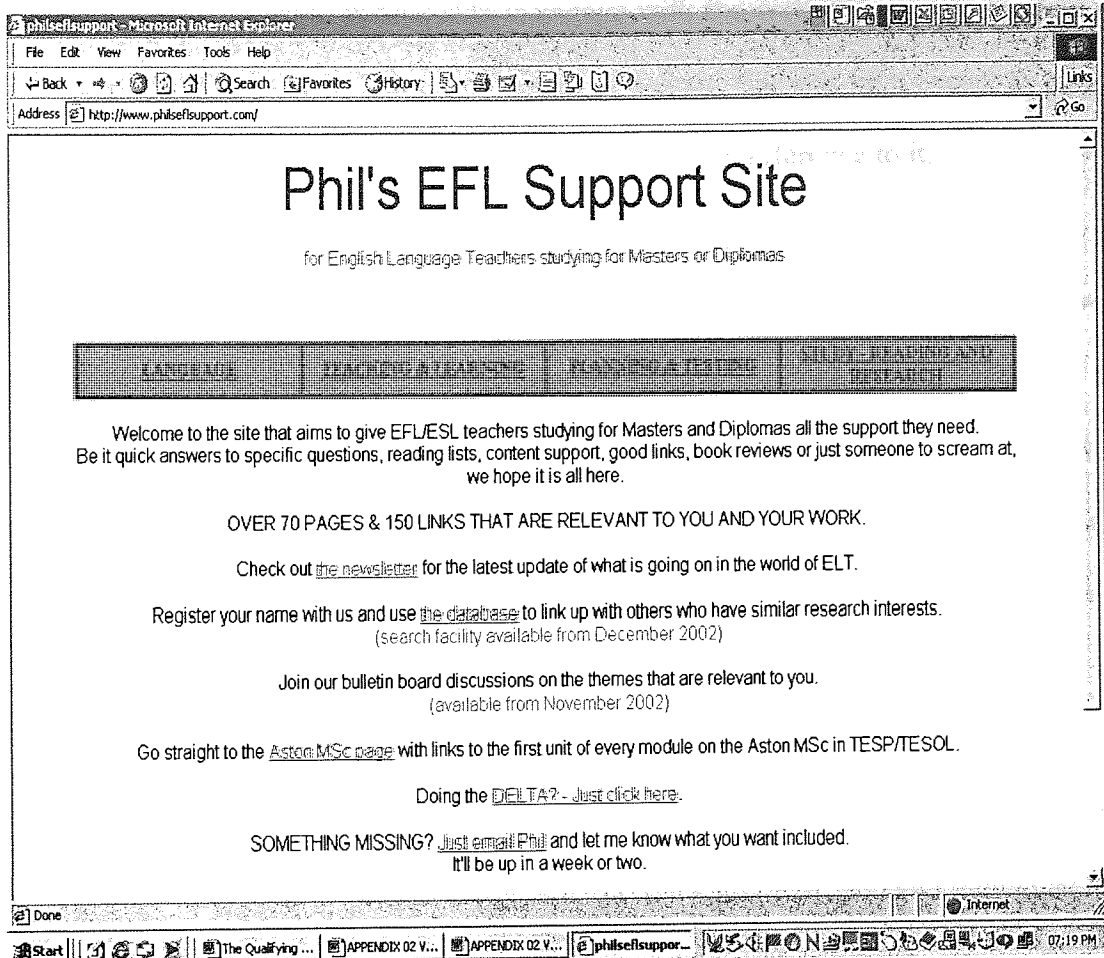 philseflsupport - Microsoft Internet Explorer
File Edit View Favorites Tools Help
Back Search Favorites History
Links
Address http://www.philseflsupport.com/ Go
to it.
Phil's EFL Support Site
for English Language Teachers studying for Masters or Diplomas
LANGUAGE TEACHING & LEARNING PLANNING & TESTING STUDY - READING AND
RESEARCH
Welcome to the site that aims to give EFL/ESL teachers studying for Masters and Diplomas all the support they need.
Be it quick answers to specific questions, reading lists, content support, good links, book reviews or just someone to scream at,
we hope it is all here.
OVER 70 PAGES & 150 LINKS THAT ARE RELEVANT TO YOU AND YOUR WORK.
Check out the newsletter for the latest update of what is going on in the world of ELT.
Register your name with us and use the database to link up with others who have similar research interests.
(search facility available from December 2002)
Join our bulletin board discussions on the themes that are relevant to you.
(available from November 2002)
Go straight to the Aston MSc page with links to the first unit of every module on the Aston MSc in TESP/TESOL.
Doing the DELTA? - Just click here.
SOMETHING MISSING? Just email Phil and let me know what you want included.
It'll be up in a week or two.
Done Internet
Start The Qualifying ... APPENDIX 02 V... APPENDIX 02 V... philseflsuppor... 07:19 PM